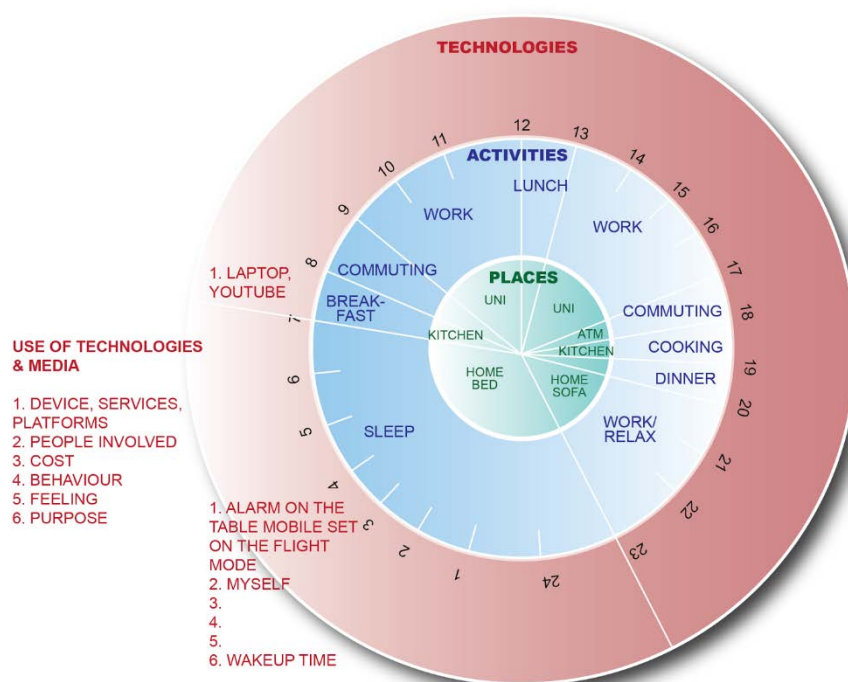 TECHNOLOGIES
12
13
14
15
16
17
18
19
20
21
22
23
24
1
2
3
4
5
6
7
8
9
10
11
ACTIVITIES
LUNCH
WORK
WORK
COMMUTING
BREAK-
FAST
COMMUTING
COOKING
DINNER
WORK/
RELAX
SLEEP
PLACES
UNI
UNI
ATM
KITCHEN
KITCHEN
HOME
BED
HOME
SOFA
1. LAPTOP,
YOUTUBE
USE OF TECHNOLOGIES
& MEDIA
1. DEVICE, SERVICES,
PLATFORMS
2. PEOPLE INVOLVED
3. COST
4. BEHAVIOUR
5. FEELING
6. PURPOSE
1. ALARM ON THE
TABLE MOBILE SET
ON THE FLIGHT
MODE
2. MYSELF
3.
4.
5.
6. WAKEUP TIME